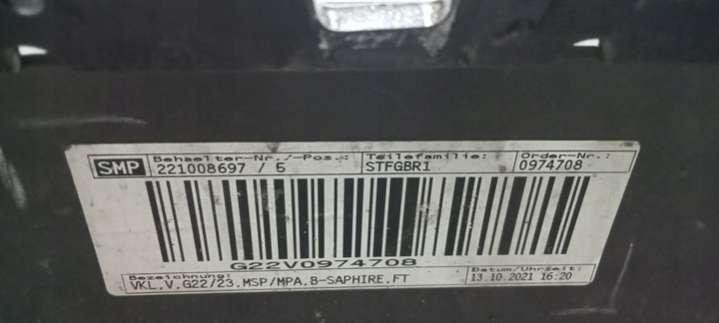 SMP
Behaelter-Nr./-Pos.: Teilefamilie: Order-Nr.:
221008697 / 5 STFGBR1 0974708
G22V0974708
Bezeichnung: Datum/Uhrzeit:
VKL.V.G22/23.MSP/MPA.B-SAPHIRE.FT 13.10.2021 16:20